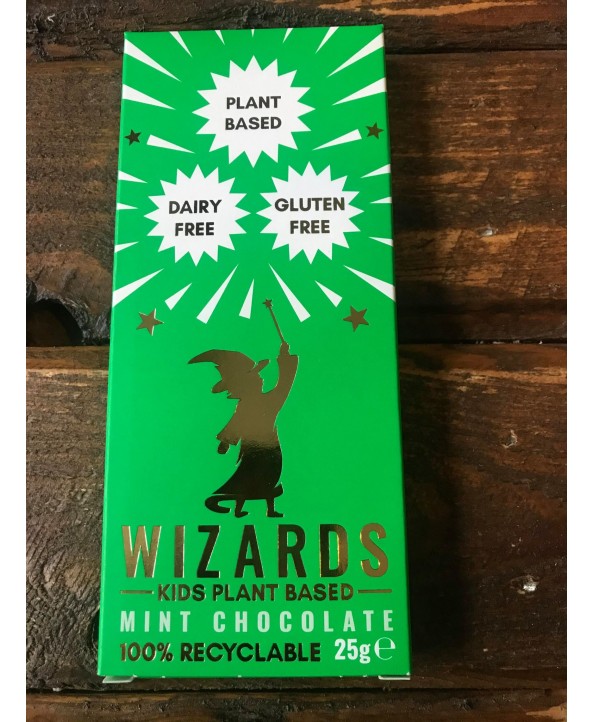 PLANT
BASED
DAIRY
FREE
GLUTEN
FREE
WIZARDS
KIDS PLANT BASED
MINT CHOCOLATE
100% RECYCLABLE 25g ℮